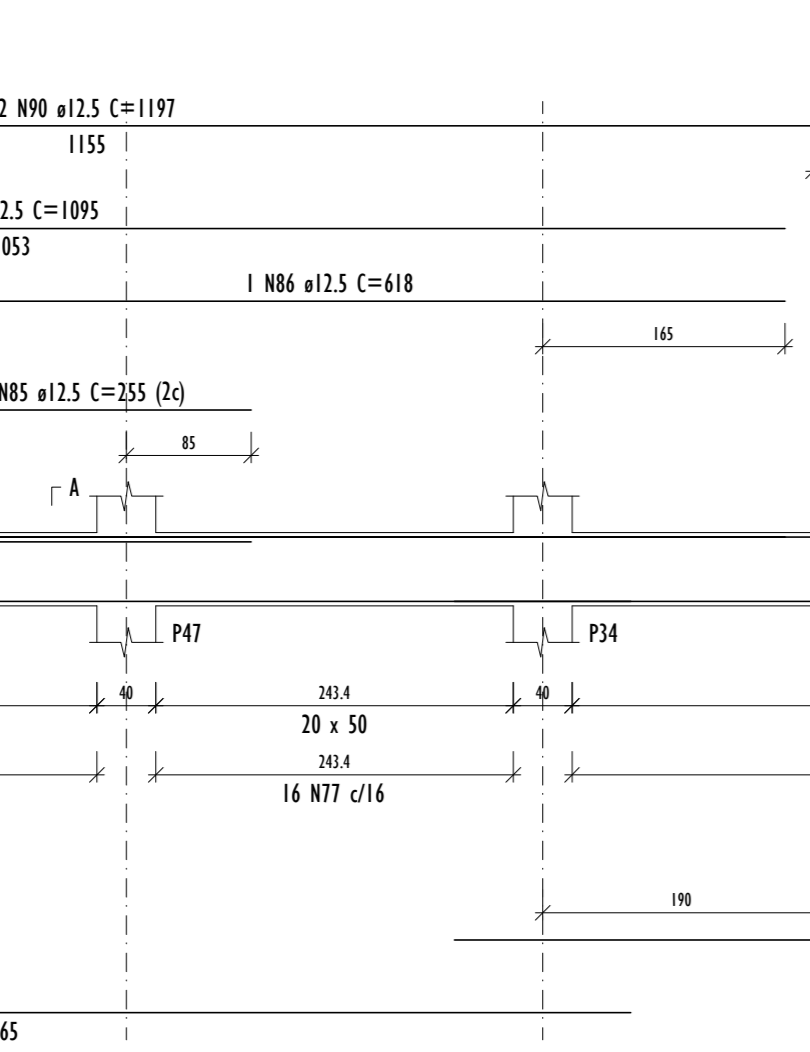 2 N90 ø12.5 C=1197
1155
2.5 C=1095
053
1 N86 ø12.5 C=618
165
N85 ø12.5 C=255 (2c)
85
A
P47 P34
40 243.4 40
20 x 50
243.4
16 N77 c/16
190
65